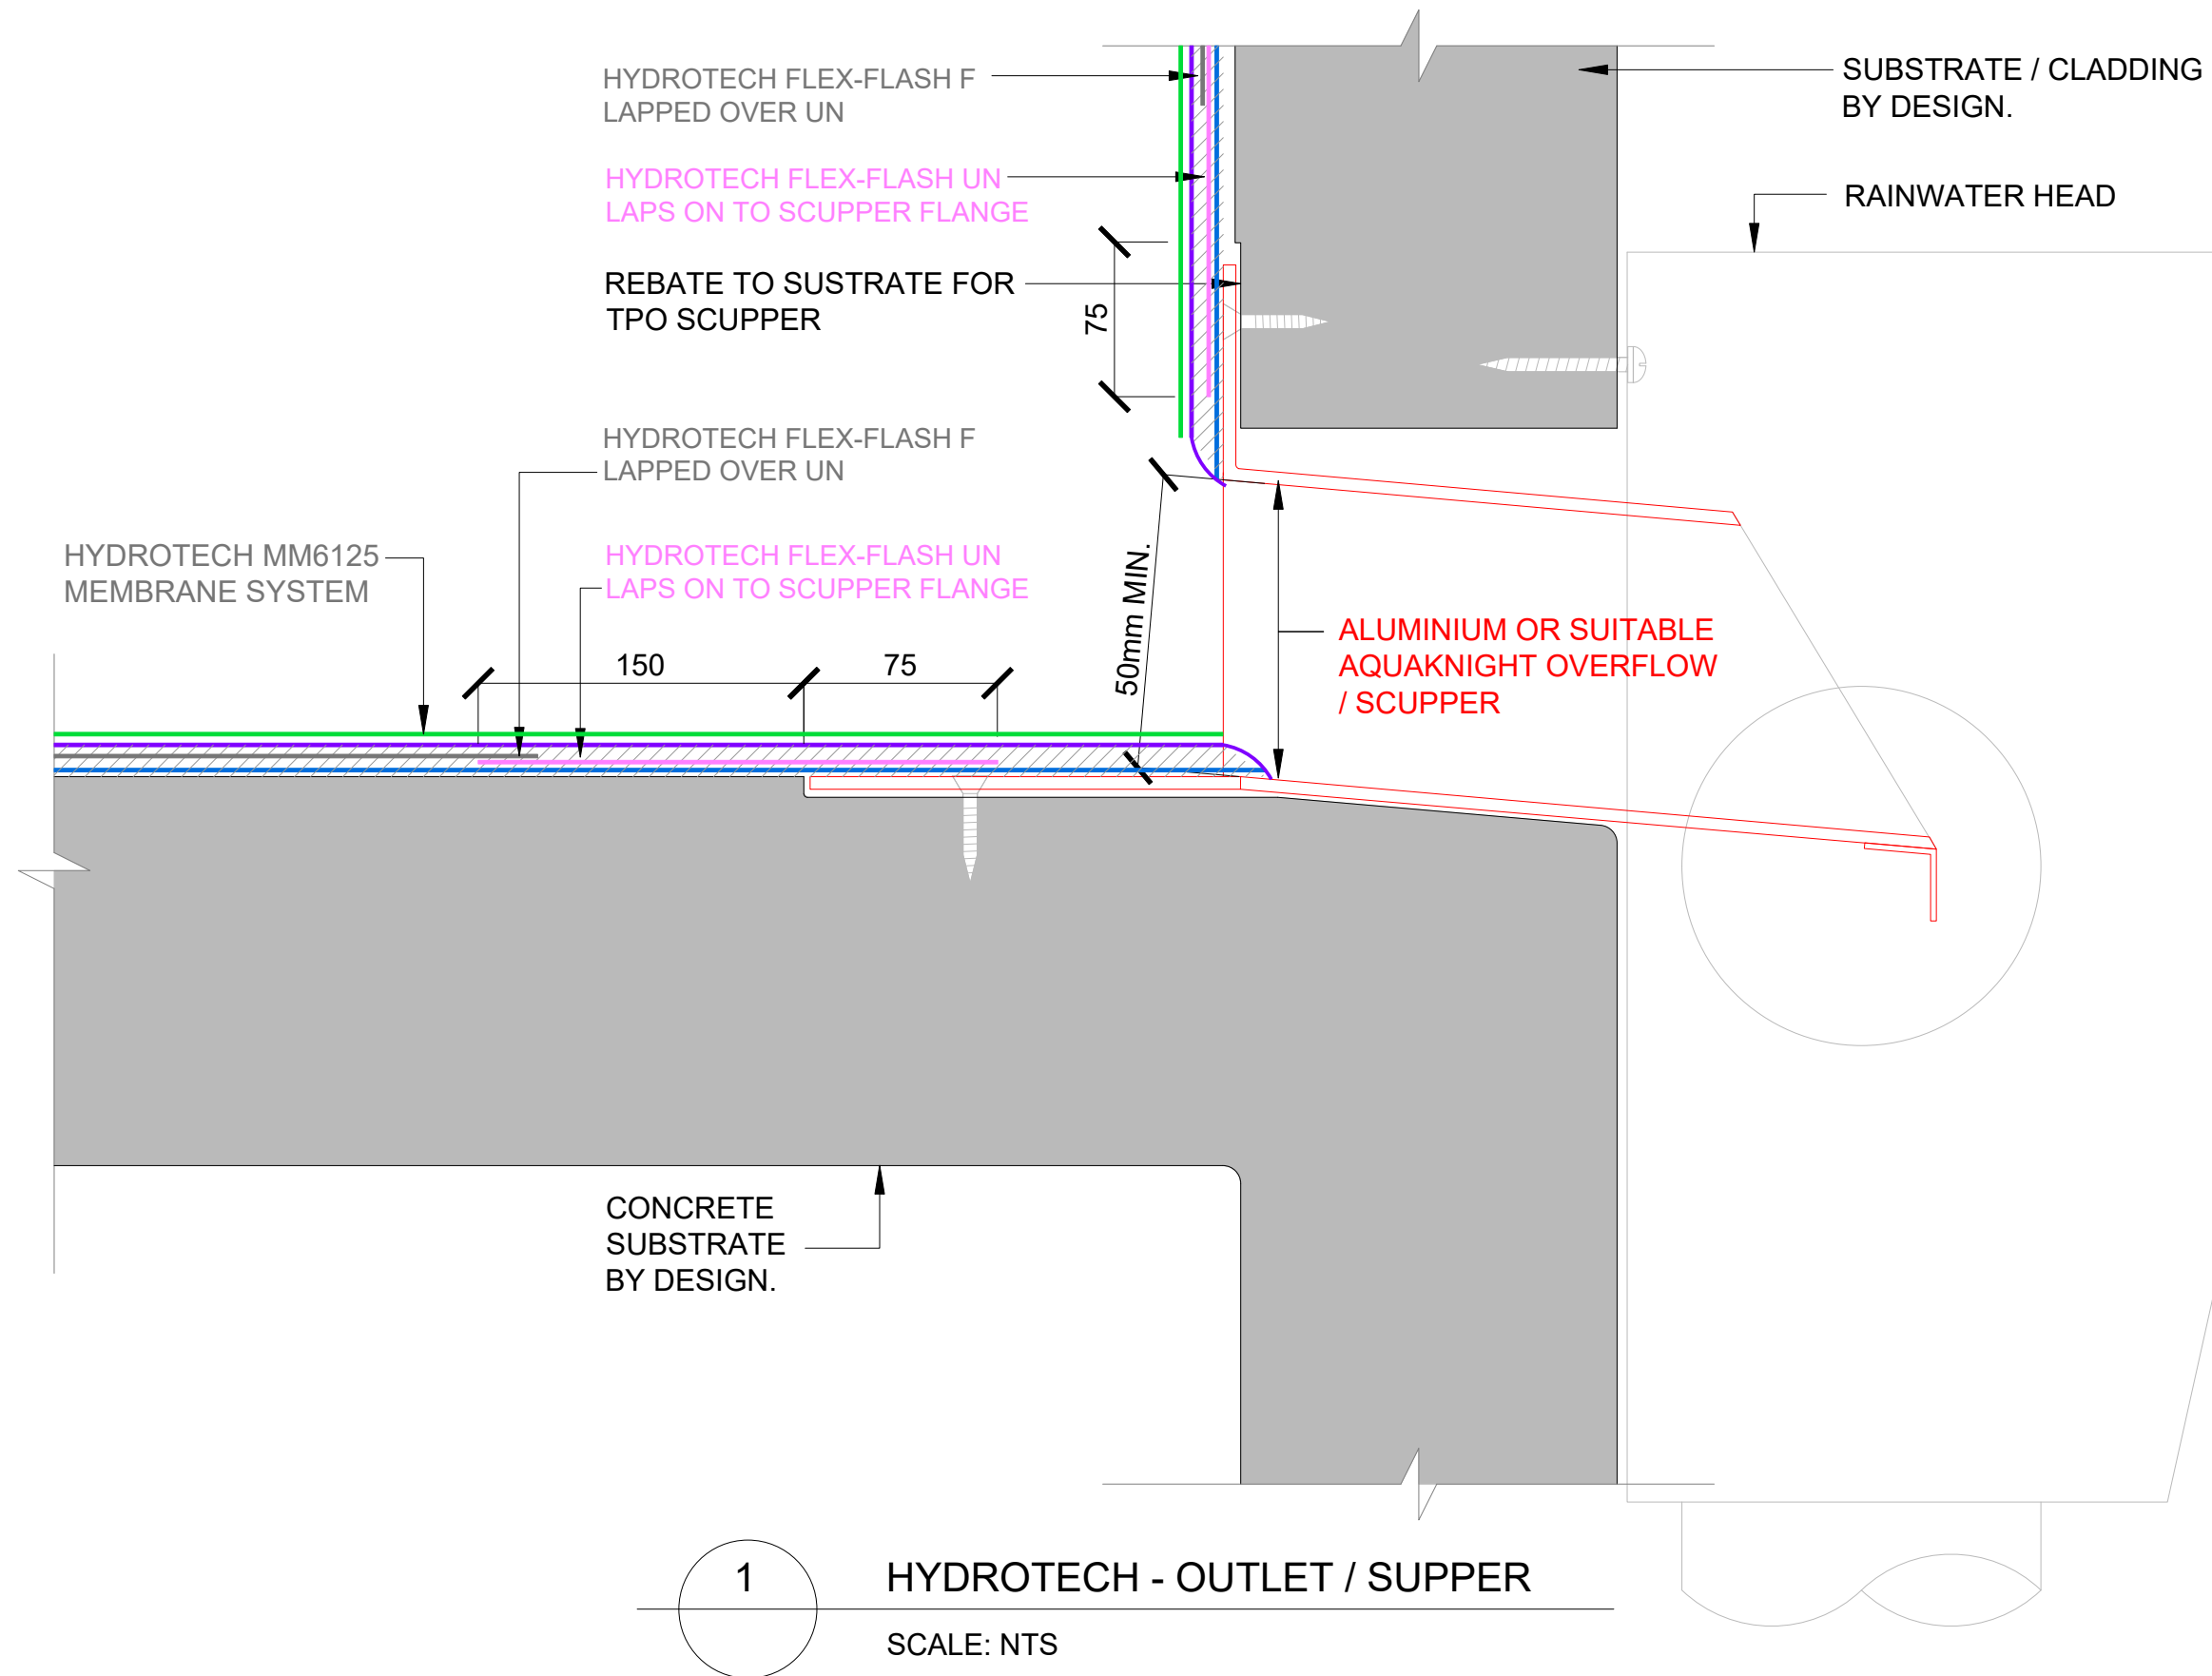 HYDROTECH FLEX-FLASH F
LAPPED OVER UN
SUBSTRATE / CLADDING
BY DESIGN.
HYDROTECH FLEX-FLASH UN
LAPS ON TO SCUPPER FLANGE
RAINWATER HEAD
REBATE TO SUSTRATE FOR
TPO SCUPPER
75
HYDROTECH FLEX-FLASH F
LAPPED OVER UN
HYDROTECH MM6125
MEMBRANE SYSTEM
HYDROTECH FLEX-FLASH UN
LAPS ON TO SCUPPER FLANGE
50mm MIN.
ALUMINIUM OR SUITABLE
AQUAKNIGHT OVERFLOW
/ SCUPPER
150
75
CONCRETE
SUBSTRATE
BY DESIGN.
1
HYDROTECH - OUTLET / SUPPER
SCALE: NTS